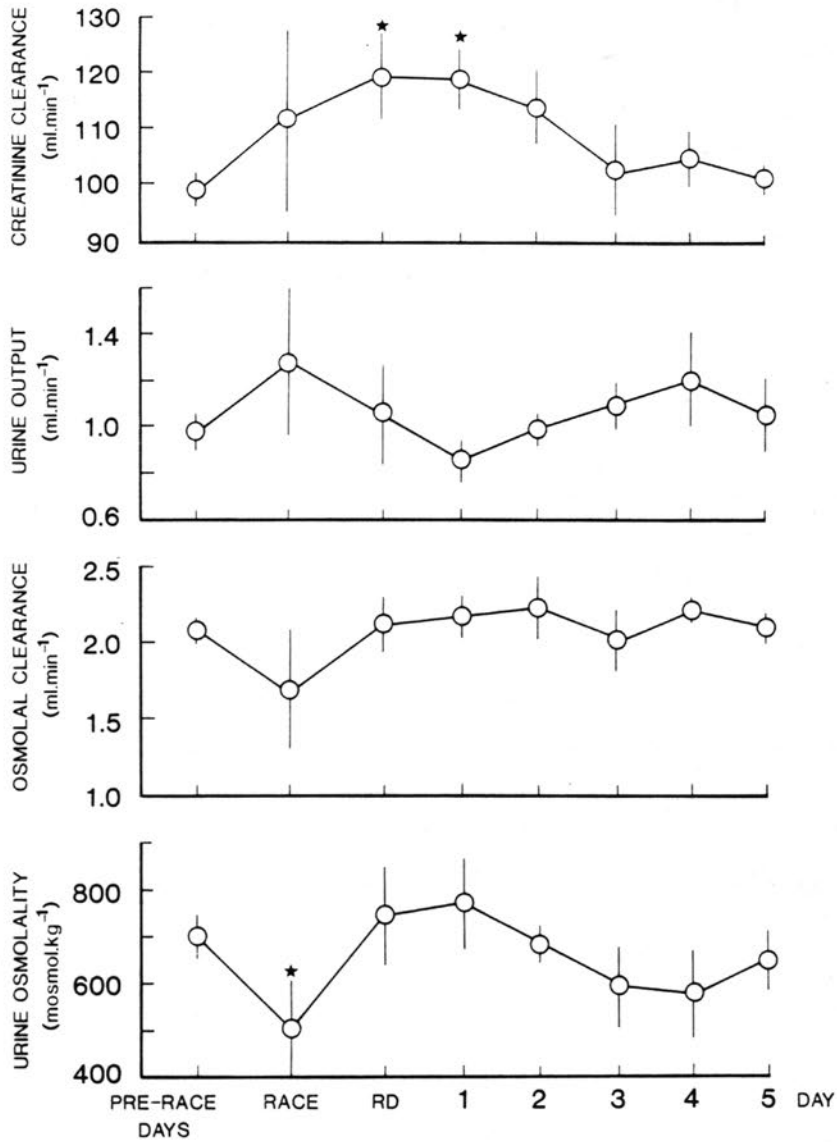 CREATININE CLEARANCE
(ml.min⁻¹)
130
120
110
100
90
★
★
URINE OUTPUT
(ml.min⁻¹)
1.4
1.0
0.6
OSMOLAL CLEARANCE
(ml.min⁻¹)
2.5
2.0
1.5
1.0
URINE OSMOLALITY
(mosmol.kg⁻¹)
800
600
400
★
PRE-RACE DAYS
RACE
RD
1
2
3
4
5
DAY